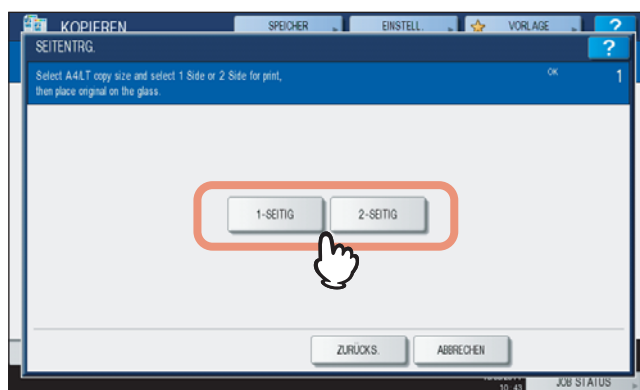 KOPIEREN SPEICHER EINSTELL. VORLAGE ?
SEITENTRG. ?
Select A4/LT copy size and select 1 Side or 2 Side for print, OK 1
then place original on the glass.
1-SEITIG 2-SEITIG
ZURÜCKS. ABBRECHEN
10:43 JOB STATUS